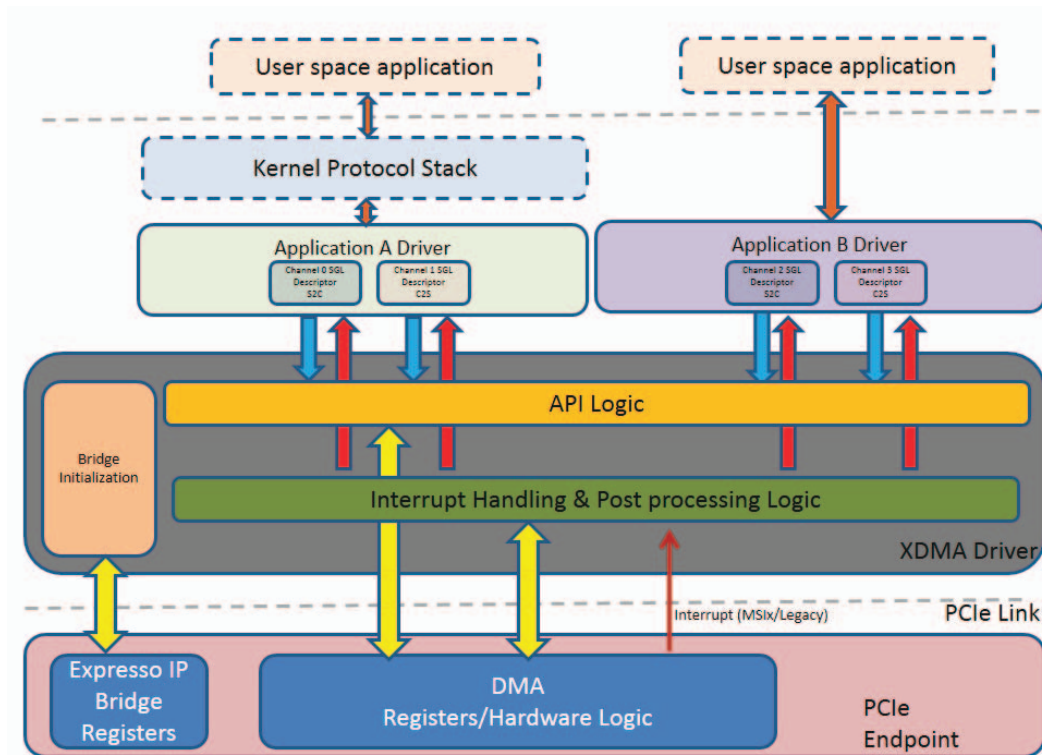 User space application
User space application
Kernel Protocol Stack
Application A Driver
Channel 0 SGL
Descriptor
S2C
Channel 1 SGL
Descriptor
C2S
Application B Driver
Channel 2 SGL
Descriptor
S2C
Channel 3 SGL
Descriptor
C2S
API Logic
Bridge
Initialization
Interrupt Handling & Post processing Logic
XDMA Driver
Interrupt (MSIx/Legacy)
PCIe Link
Expresso IP
Bridge
Registers
DMA
Registers/Hardware Logic
PCIe
Endpoint